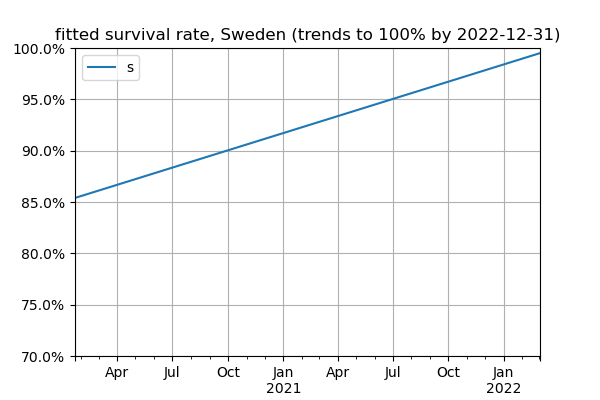 fitted survival rate, Sweden (trends to 100% by 2022-12-31)
100.0%
s
95.0%
90.0%
85.0%
80.0%
75.0%
70.0%
Apr Jul Oct Jan Apr Jul Oct Jan
2021 2022